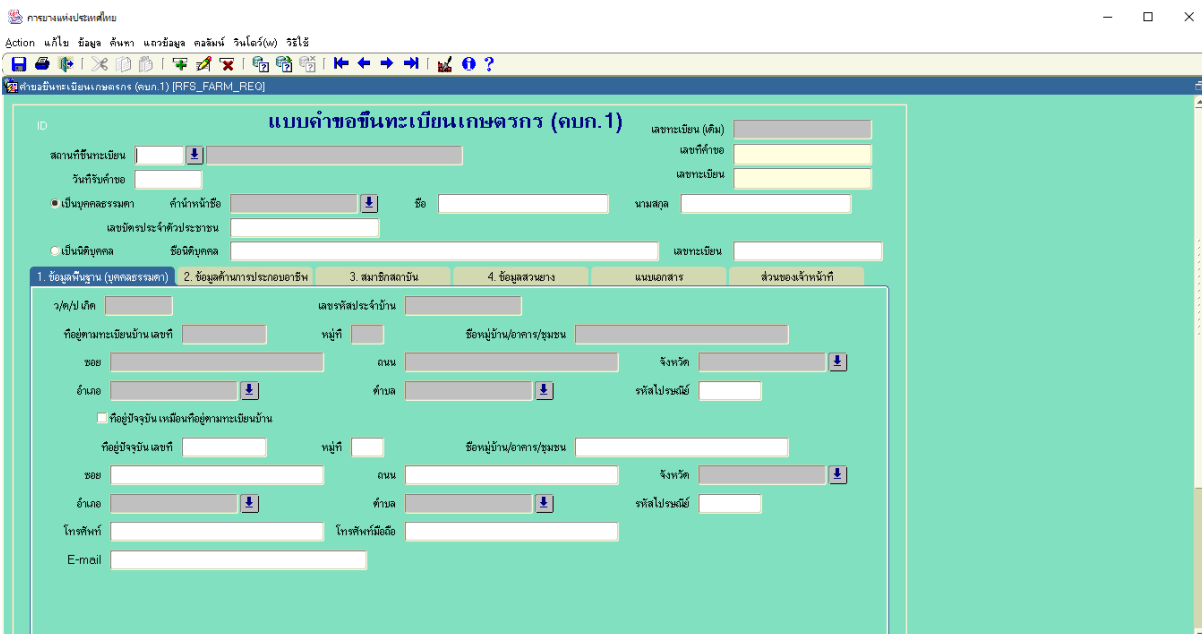 การยางแห่งประเทศไทย
Action แก้ไข ข้อมูล ค้นหา แถวข้อมูล คอลัมน์ วินโดว์(w) วิธีใช้
คำขอขึ้นทะเบียนเกษตรกร (คบก.1) [RFS_FARM_REQ]
ID แบบคำขอขึ้นทะเบียนเกษตรกร (คบก.1) เลขทะเบียน (เดิม)
สถานที่ขึ้นทะเบียน เลขที่คำขอ
วันที่รับคำขอ เลขทะเบียน
เป็นบุคคลธรรมดา คำนำหน้าชื่อ ชื่อ นามสกุล
เลขบัตรประจำตัวประชาชน
เป็นนิติบุคคล ชื่อนิติบุคคล เลขทะเบียน
1. ข้อมูลพื้นฐาน (บุคคลธรรมดา) 2. ข้อมูลด้านการประกอบอาชีพ 3. สมาชิกสถาบัน 4. ข้อมูลสวนยาง แนบเอกสาร ส่วนของเจ้าหน้าที่
ว/ด/ป เกิด เลขรหัสประจำบ้าน
ที่อยู่ตามทะเบียนบ้าน เลขที่ หมู่ที่ ชื่อหมู่บ้าน/อาคาร/ชุมชน
ซอย ถนน จังหวัด
อำเภอ ตำบล รหัสไปรษณีย์
ที่อยู่ปัจจุบัน เหมือนที่อยู่ตามทะเบียนบ้าน
ที่อยู่ปัจจุบัน เลขที่ หมู่ที่ ชื่อหมู่บ้าน/อาคาร/ชุมชน
ซอย ถนน จังหวัด
อำเภอ ตำบล รหัสไปรษณีย์
โทรศัพท์ โทรศัพท์มือถือ
E-mail